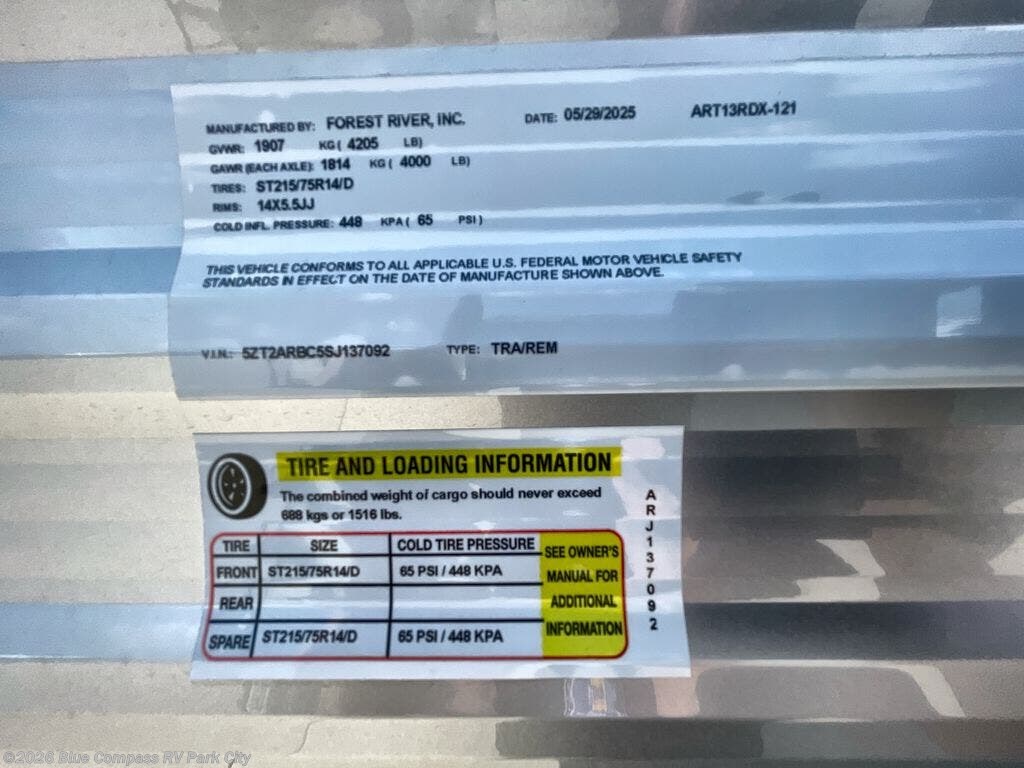 MANUFACTURED BY: FOREST RIVER, INC. DATE: 05/29/2025 ART13RDX-121
GVWR: 1907 KG ( 4205 LB)
GAWR (EACH AXLE): 1814 KG ( 4000 LB)
TIRES: ST215/75R14/D
RIMS: 14X5.5JJ
COLD INFL. PRESSURE: 448 KPA ( 65 PSI )
THIS VEHICLE CONFORMS TO ALL APPLICABLE U.S. FEDERAL MOTOR VEHICLE SAFETY
STANDARDS IN EFFECT ON THE DATE OF MANUFACTURE SHOWN ABOVE.
V.I.N.: 5ZT2ARBC5SJ137092 TYPE: TRA/REM
TIRE AND LOADING INFORMATION
The combined weight of cargo should never exceed
688 kgs or 1516 lbs.
TIRE SIZE COLD TIRE PRESSURE
FRONT ST215/75R14/D 65 PSI / 448 KPA
REAR
SPARE ST215/75R14/D 65 PSI / 448 KPA
SEE OWNER'S
MANUAL FOR
ADDITIONAL
INFORMATION
ARJ137092
©2026 Blue Compass RV Park City